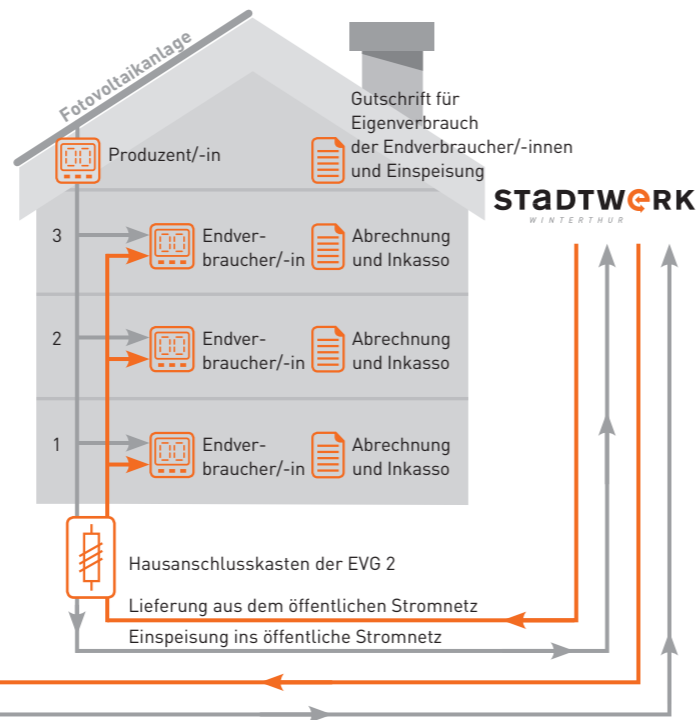 Fotovoltaikanlage
Produzent/-in
Gutschrift für
Eigenverbrauch
der Endverbraucher/-innen
und Einspeisung
STADTWERK
WINTERTHUR
3
Endver-
braucher/-in
Abrechnung
und Inkasso
2
Endver-
braucher/-in
Abrechnung
und Inkasso
1
Endver-
braucher/-in
Abrechnung
und Inkasso
Hausanschlusskasten der EVG 2
Lieferung aus dem öffentlichen Stromnetz
Einspeisung ins öffentliche Stromnetz